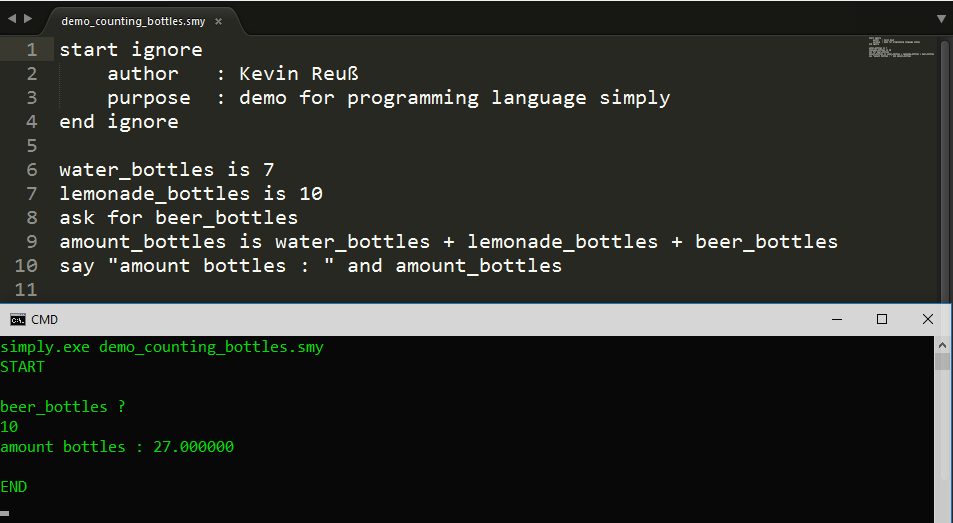 demo_counting_bottles.smy ×
1 start ignore
2     author   : Kevin Reuß
3     purpose  : demo for programming language simply
4 end ignore
5
6 water_bottles is 7
7 lemonade_bottles is 10
8 ask for beer_bottles
9 amount_bottles is water_bottles + lemonade_bottles + beer_bottles
10 say "amount bottles : " and amount_bottles
11
CMD
simply.exe demo_counting_bottles.smy
START
beer_bottles ?
10
amount bottles : 27.000000
END